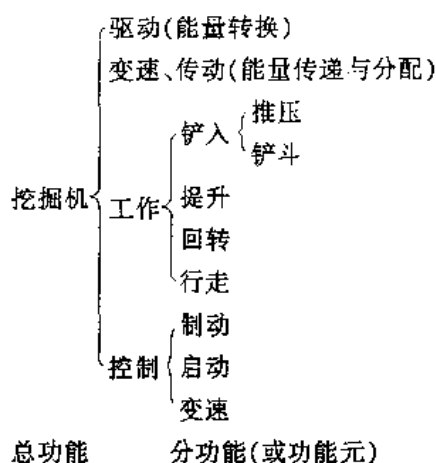 驱动(能量转换)
变速、传动(能量传递与分配)
推压
铲入
铲斗
挖掘机
工作
提升
回转
行走
制动
控制
启动
变速
总功能 分功能(或功能元)